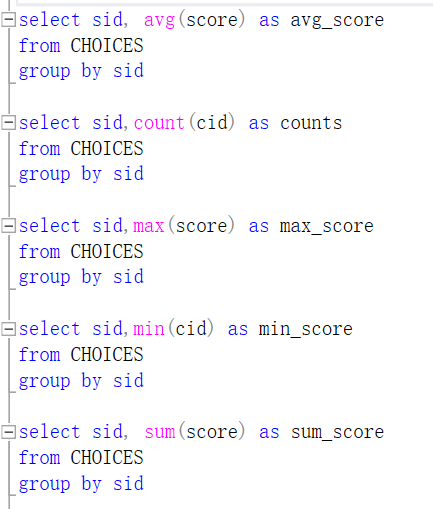 select sid, avg(score) as avg_score
from CHOICES
group by sid
select sid,count(cid) as counts
from CHOICES
group by sid
select sid,max(score) as max_score
from CHOICES
group by sid
select sid,min(cid) as min_score
from CHOICES
group by sid
select sid, sum(score) as sum_score
from CHOICES
group by sid